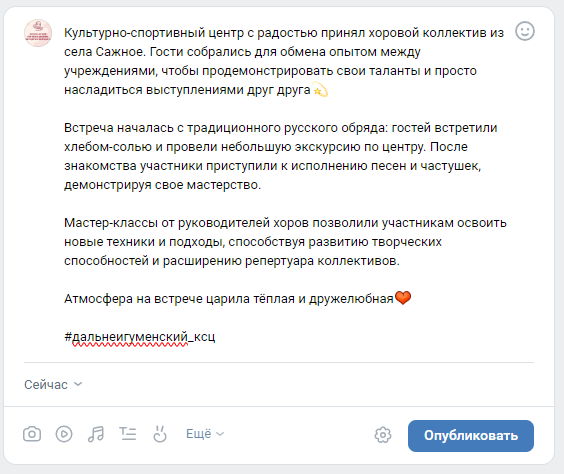 Культурно-спортивный центр с радостью принял хоровой коллектив из
села Сажное. Гости собрались для обмена опытом между
учреждениями, чтобы продемонстрировать свои таланты и просто
насладиться выступлениями друг друга💫
Встреча началась с традиционного русского обряда: гостей встретили
хлебом-солью и провели небольшую экскурсию по центру. После
знакомства участники приступили к исполнению песен и частушек,
демонстрируя свое мастерство.
Мастер-классы от руководителей хоров позволили участникам освоить
новые техники и подходы, способствуя развитию творческих
способностей и расширению репертуара коллективов.
Атмосфера на встрече царила тёплая и дружелюбная❤
#дальнеигуменский_ксц
Сейчас
Ещё
Опубликовать